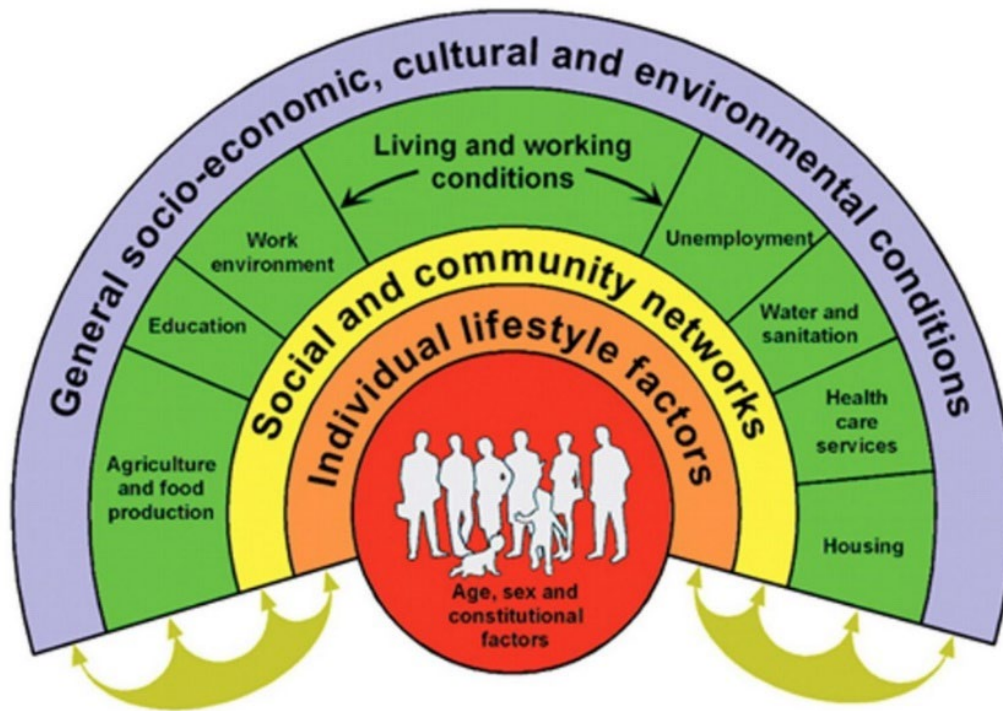 General socio-economic, cultural and environmental conditions
Living and working
conditions
Work
environment
Education
Agriculture
and food
production
Unemployment
Water and
sanitation
Health
care
services
Housing
Social and community networks
Individual lifestyle factors
Age, sex and
constitutional
factors